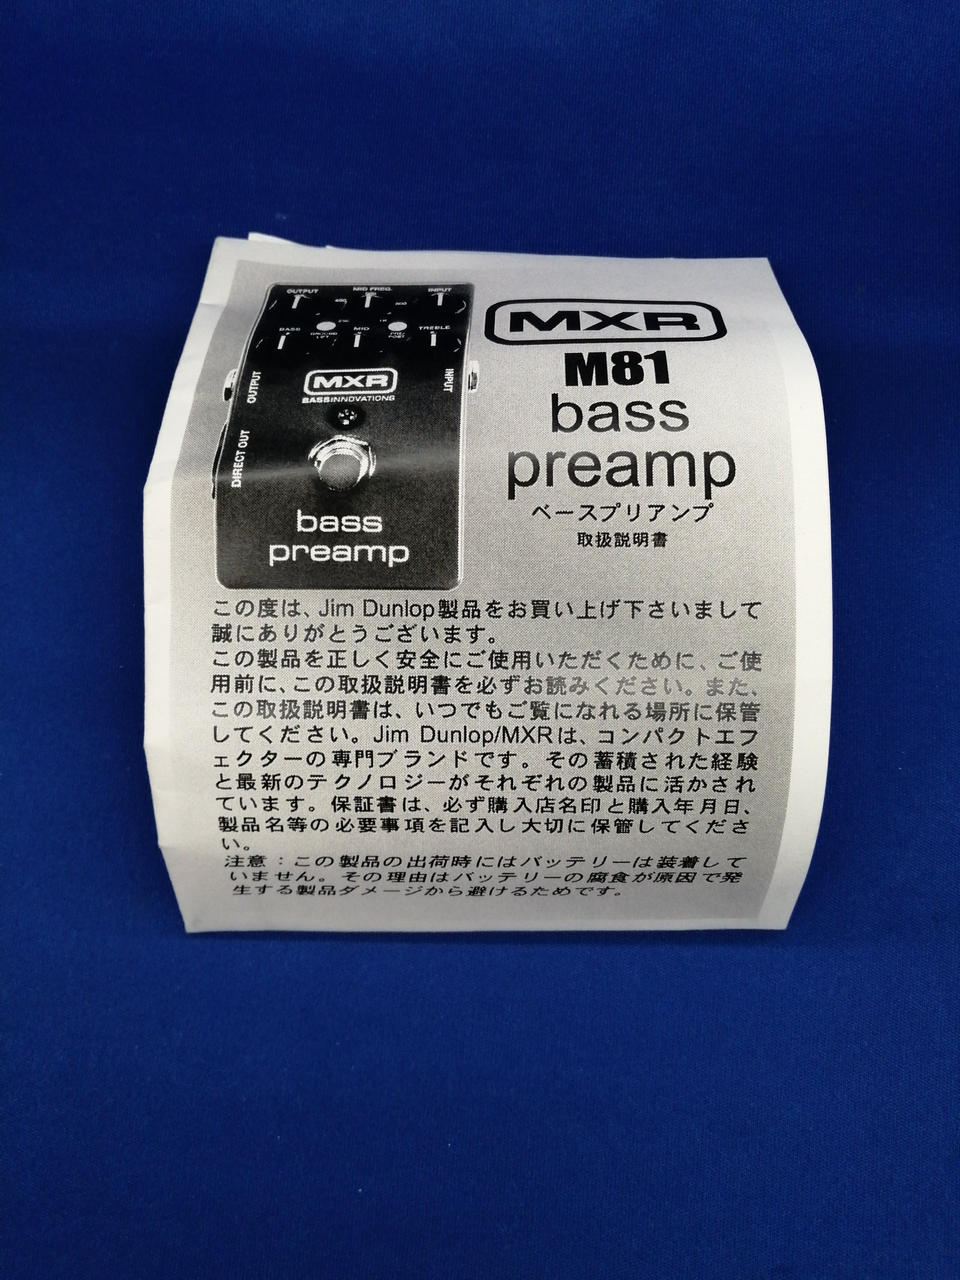 OUTPUT MID FREQ. INPUT
400 800
BASS GROUND LIFT MID PRE/POST TREBLE
OUTPUT
INPUT
DIRECT OUT
MXR
BASSINNOVATIONS
bass
preamp
MXR
M81
bass
preamp
ベースプリアンプ
取扱説明書
この度は、Jim Dunlop製品をお買い上げ下さいまして
誠にありがとうございます。
この製品を正しく安全にご使用いただくために、ご使
用前に、この取扱説明書を必ずお読みください。また、
この取扱説明書は、いつでもご覧になれる場所に保管
してください。Jim Dunlop/MXRは、コンパクトエフ
ェクターの専門ブランドです。その蓄積された経験
と最新のテクノロジーがそれぞれの製品に活かされ
ています。保証書は、必ず購入店名印と購入年月日、
製品名等の必要事項を記入し大切に保管してくださ
い。
注意：この製品の出荷時にはバッテリーは装着して
いません。その理由はバッテリーの腐食が原因で発
生する製品ダメージから避けるためです。